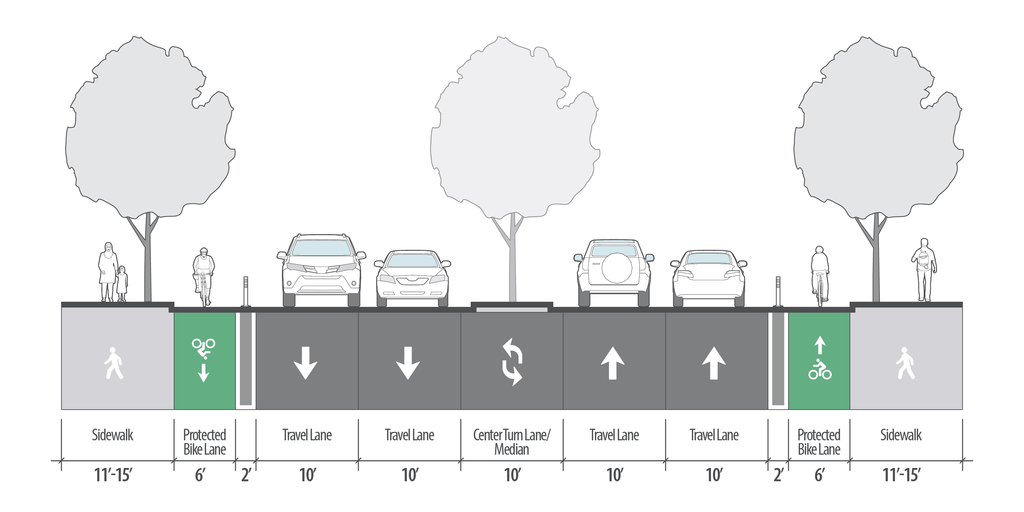 Sidewalk Protected Travel Lane Travel Lane Center Turn Lane/ Travel Lane Travel Lane Protected Sidewalk
Bike Lane Median Bike Lane
11'-15' 6' 2' 10' 10' 10' 10' 10' 2' 6' 11'-15'